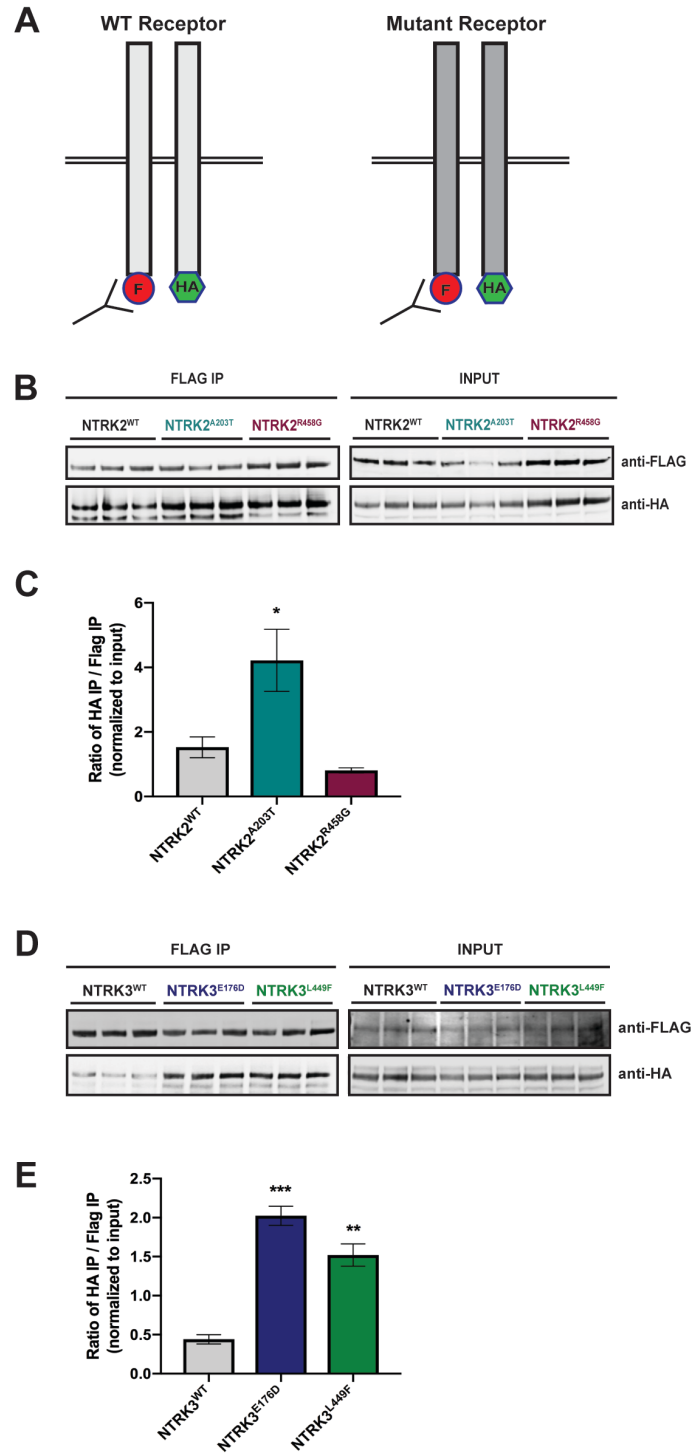 A
WT Receptor
Mutant Receptor
F
HA
F
HA
B
FLAG IP
INPUT
NTRK2ᵂᵀ
NTRK2ᴬ²⁰³ᵀ
NTRK2ᴿ⁴⁵⁸ᴳ
NTRK2ᵂᵀ
NTRK2ᴬ²⁰³ᵀ
NTRK2ᴿ⁴⁵⁸ᴳ
anti-FLAG
anti-HA
C
Ratio of HA IP / Flag IP
(normalized to input)
6
4
2
0
*
NTRK2ᵂᵀ
NTRK2ᴬ²⁰³ᵀ
NTRK2ᴿ⁴⁵⁸ᴳ
D
FLAG IP
INPUT
NTRK3ᵂᵀ
NTRK3ᴱ¹⁷⁶ᴰ
NTRK3ᴸ⁴⁴⁹ꟳ
NTRK3ᵂᵀ
NTRK3ᴱ¹⁷⁶ᴰ
NTRK3ᴸ⁴⁴⁹ꟳ
anti-FLAG
anti-HA
E
Ratio of HA IP / Flag IP
(normalized to input)
2.5
2.0
1.5
1.0
0.5
0.0
***
**
NTRK3ᵂᵀ
NTRK3ᴱ¹⁷⁶ᴰ
NTRK3ᴸ⁴⁴⁹ꟳ